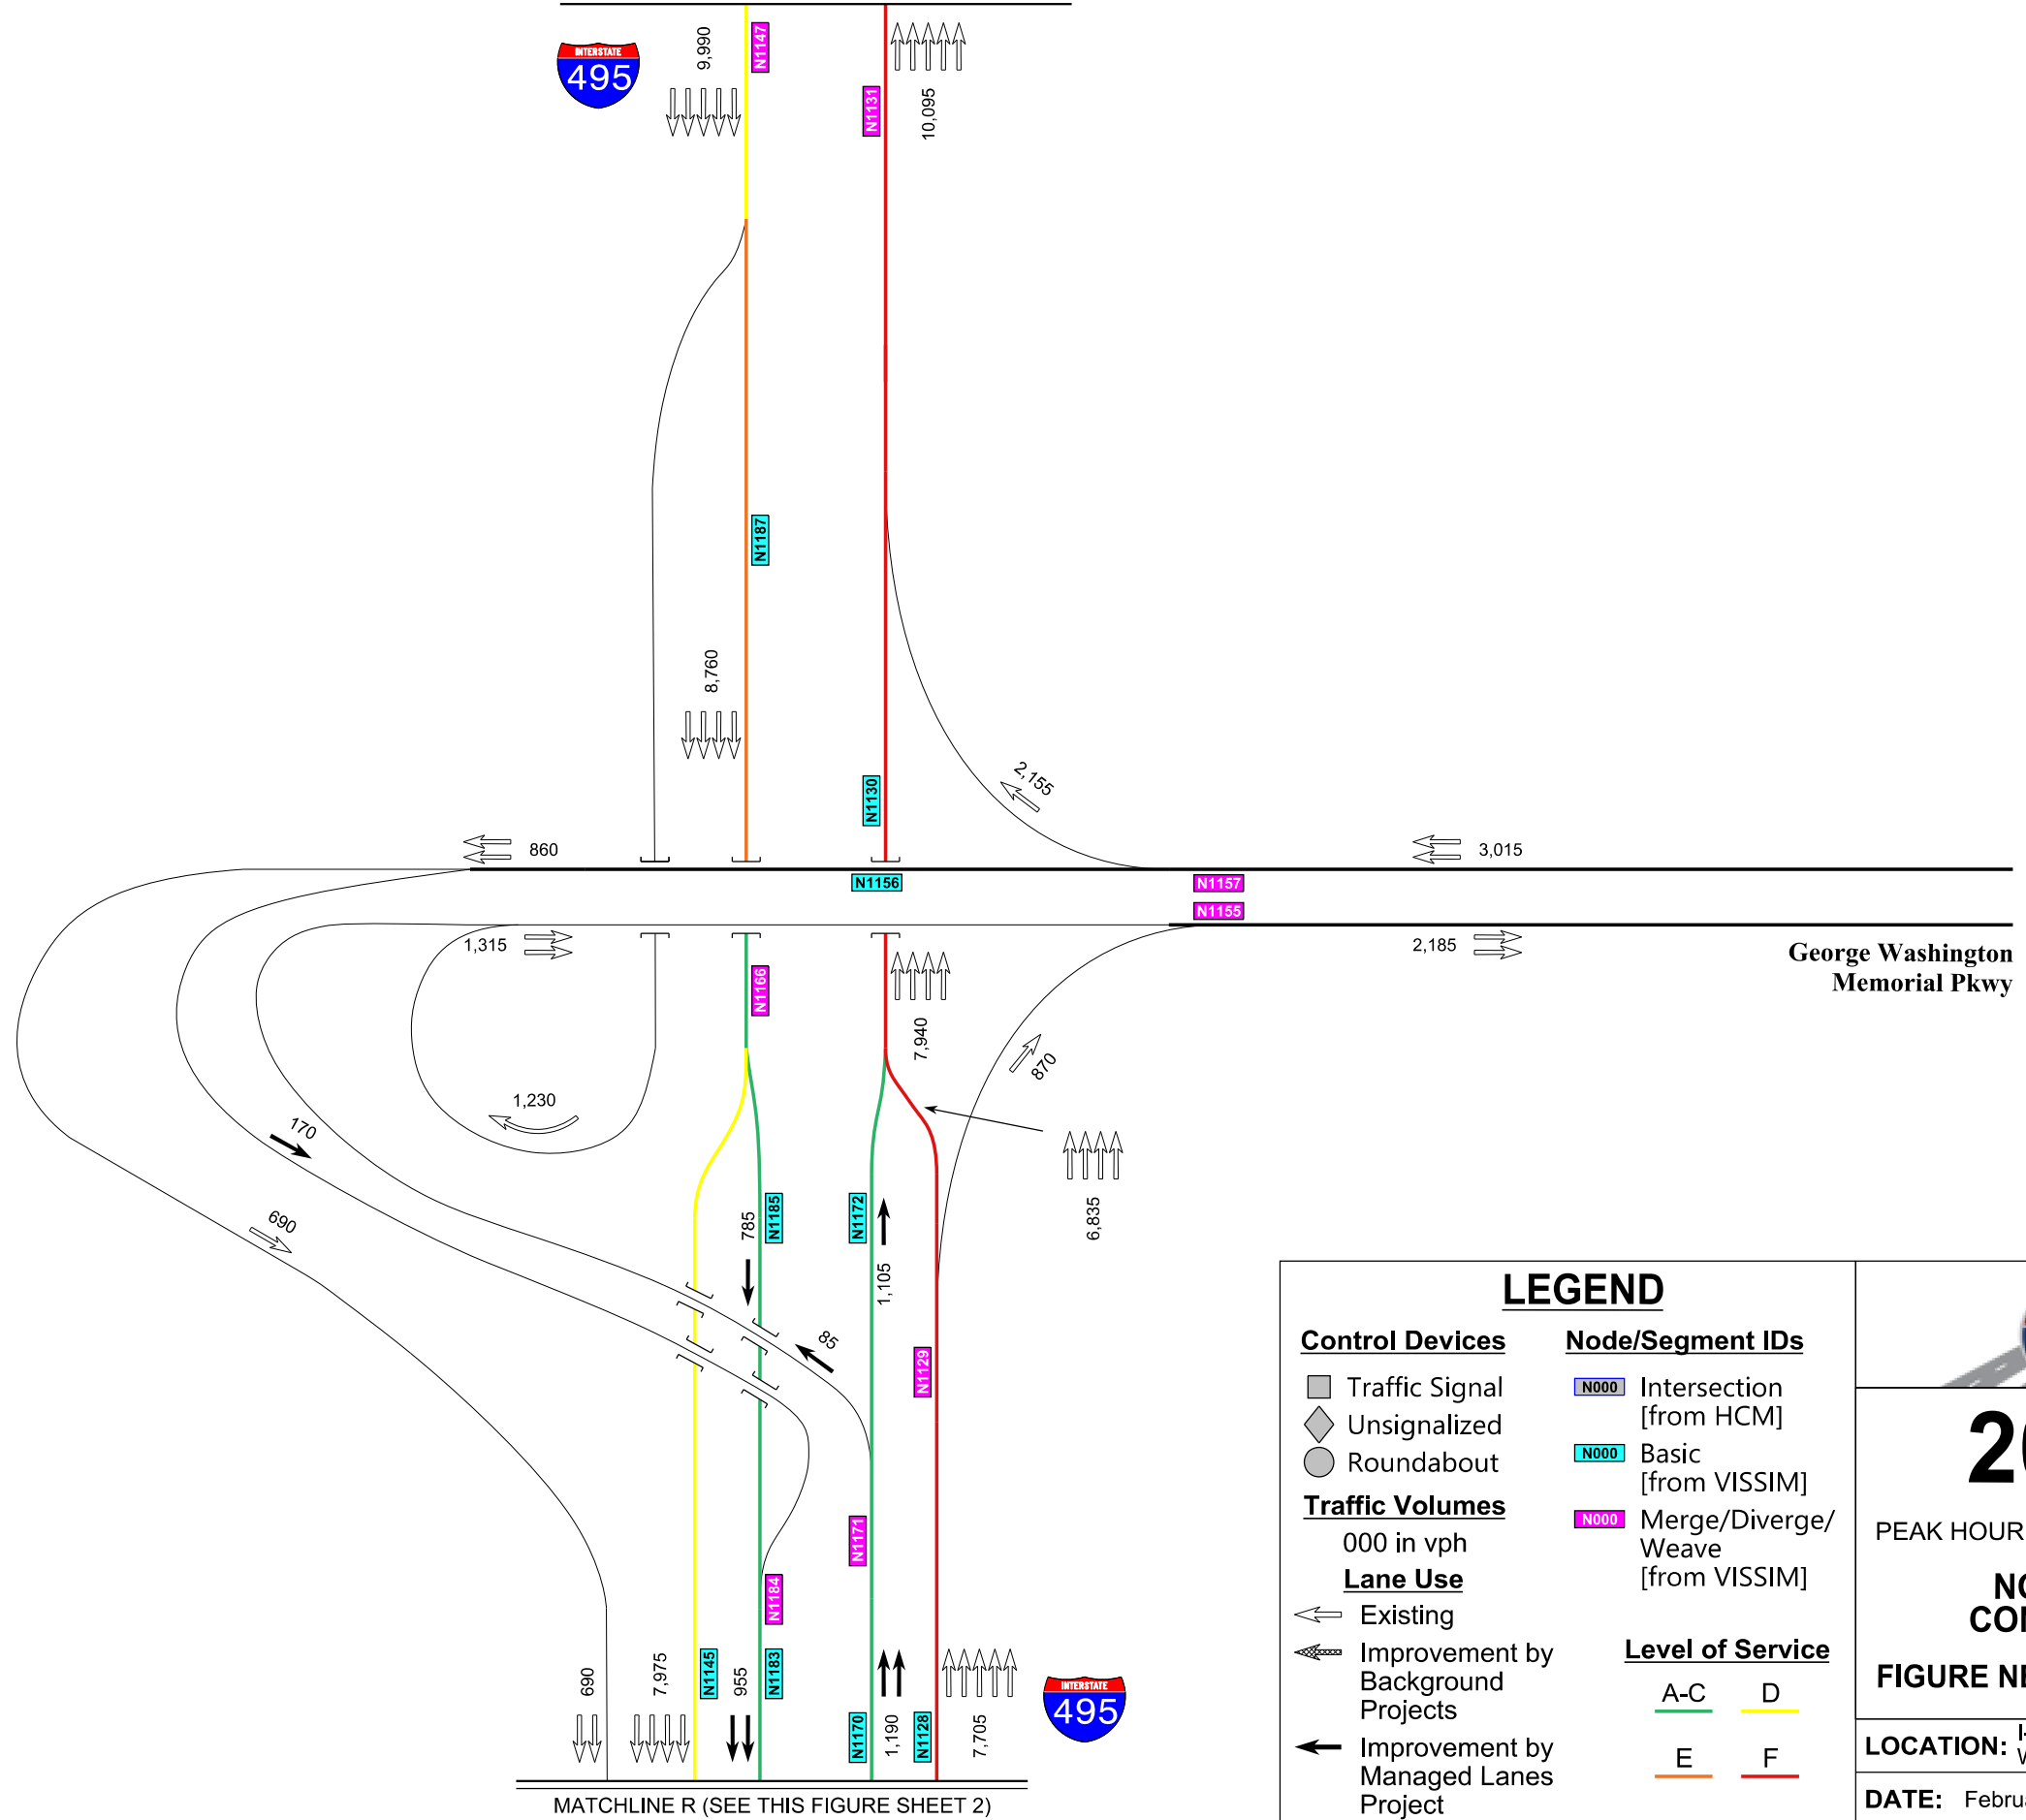 INTERSTATE
495
9,990
N1147
N1131
10,095
N1187
8,760
N1130
2,155
860
3,015
N1156
N1157
N1155
1,315
2,185
George Washington
Memorial Pkwy
N1166
7,940
870
1,230
170
6,835
690
785
N1185
N1172
1,105
85
N1129
N1171
N1184
690
7,975
N1145
955
N1183
N1170
1,190
N1128
7,705
INTERSTATE
495
MATCHLINE R (SEE THIS FIGURE SHEET 2)
LEGEND
Control Devices
Traffic Signal
Unsignalized
Roundabout
Traffic Volumes
000 in vph
Lane Use
Existing
Improvement by
Background
Projects
Improvement by
Managed Lanes
Project
Node/Segment IDs
N000 Intersection
[from HCM]
N000 Basic
[from VISSIM]
N000 Merge/Diverge/
Weave
[from VISSIM]
Level of Service
A-C D
E F
PEAK HOUR
FIGURE
LOCATION:
DATE: